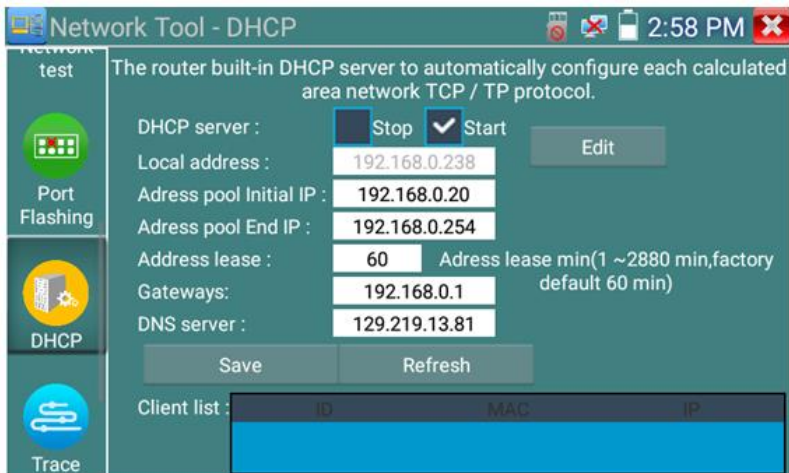 Network Tool - DHCP
2:58 PM
Network
test
The router built-in DHCP server to automatically configure each calculated
area network TCP / TP protocol.
DHCP server :
Stop
Start
Edit
Local address :
192.168.0.238
Port
Flashing
Adress pool Initial IP :
192.168.0.20
Adress pool End IP :
192.168.0.254
Address lease :
60
Adress lease min(1 ~2880 min,factory
default 60 min)
Gateways:
192.168.0.1
DNS server :
129.219.13.81
DHCP
Save
Refresh
Client list :
ID
MAC
IP
Trace